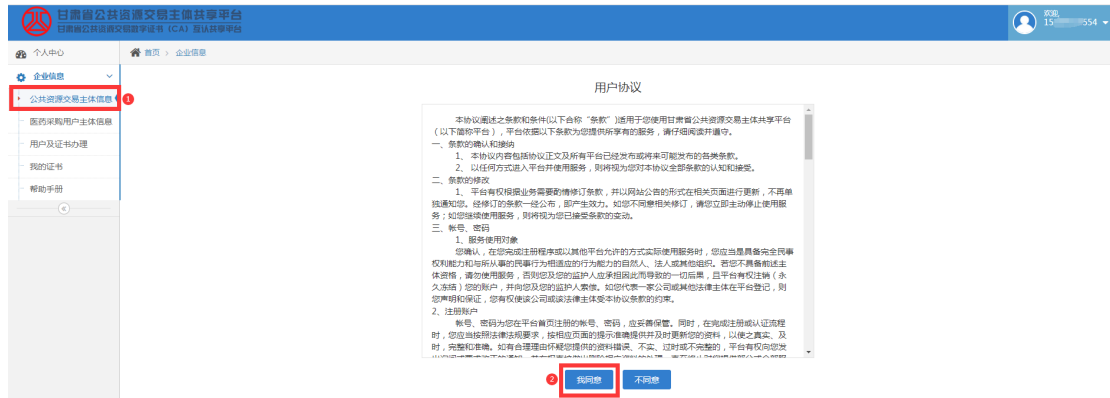 甘肃省公共资源交易主体共享平台
甘肃省公共资源交易数字证书（CA）互认共享平台
欢迎,
15 554
个人中心
首页 > 企业信息
企业信息
公共资源交易主体信息
1
医药采购用户主体信息
用户及证书办理
我的证书
帮助手册
用户协议
本协议阐述之条款和条件(以下合称“条款”)适用于您使用甘肃省公共资源交易主体共享平台
（以下简称平台），平台依据以下条款为您提供所享有的服务，请仔细阅读并遵守。
一、条款的确认和接纳
1、 本协议内容包括协议正文及所有平台已经发布或将来可能发布的各类条款。
2、 以任何方式进入平台并使用服务，则将视为您对本协议全部条款的认知和接受。
二、条款的修改
1、 平台有权根据业务需要酌情修订条款，并以网站公告的形式在相关页面进行更新，不再单
独通知您。经修订的条款一经公布，即产生效力。如您不同意相关修订，请您立即主动停止使用服
务；如您继续使用服务，则将视为您已接受条款的变动。
三、帐号、密码
1、服务使用对象
您确认，在您完成注册程序或以其他平台允许的方式实际使用服务时，您应当是具备完全民事
权利能力和与所从事的民事行为相适应的行为能力的自然人、法人或其他组织。若您不具备前述主
体资格，请勿使用服务，否则您及您的监护人应承担因此而导致的一切后果，且平台有权注销（永
久冻结）您的账户，并向您及您的监护人索偿。如您代表一家公司或其他法律主体在平台登记，则
您声明和保证，您有权使该公司或该法律主体受本协议条款的约束。
2、注册账户
帐号、密码为您在平台首页注册的帐号、密码，应妥善保管。同时，在完成注册或认证流程
时，您应当按照法律法规要求，按相应页面的提示准确提供并及时更新您的资料，以使之真实、及
时，完整和准确。如有合理理由怀疑您提供的资料错误、不实、过时或不完整的，平台有权向您发
2
我同意
不同意